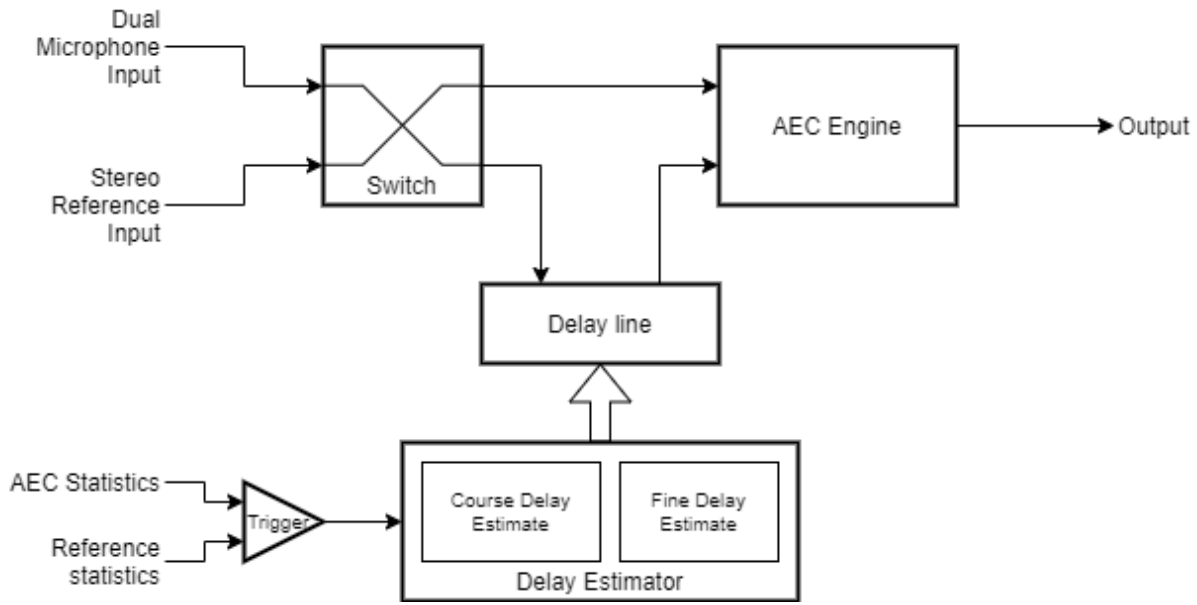 Dual
Microphone
Input
Stereo
Reference
Input
Switch
AEC Engine
Output
Delay line
AEC Statistics
Reference
statistics
Trigger
Course Delay
Estimate
Fine Delay
Estimate
Delay Estimator